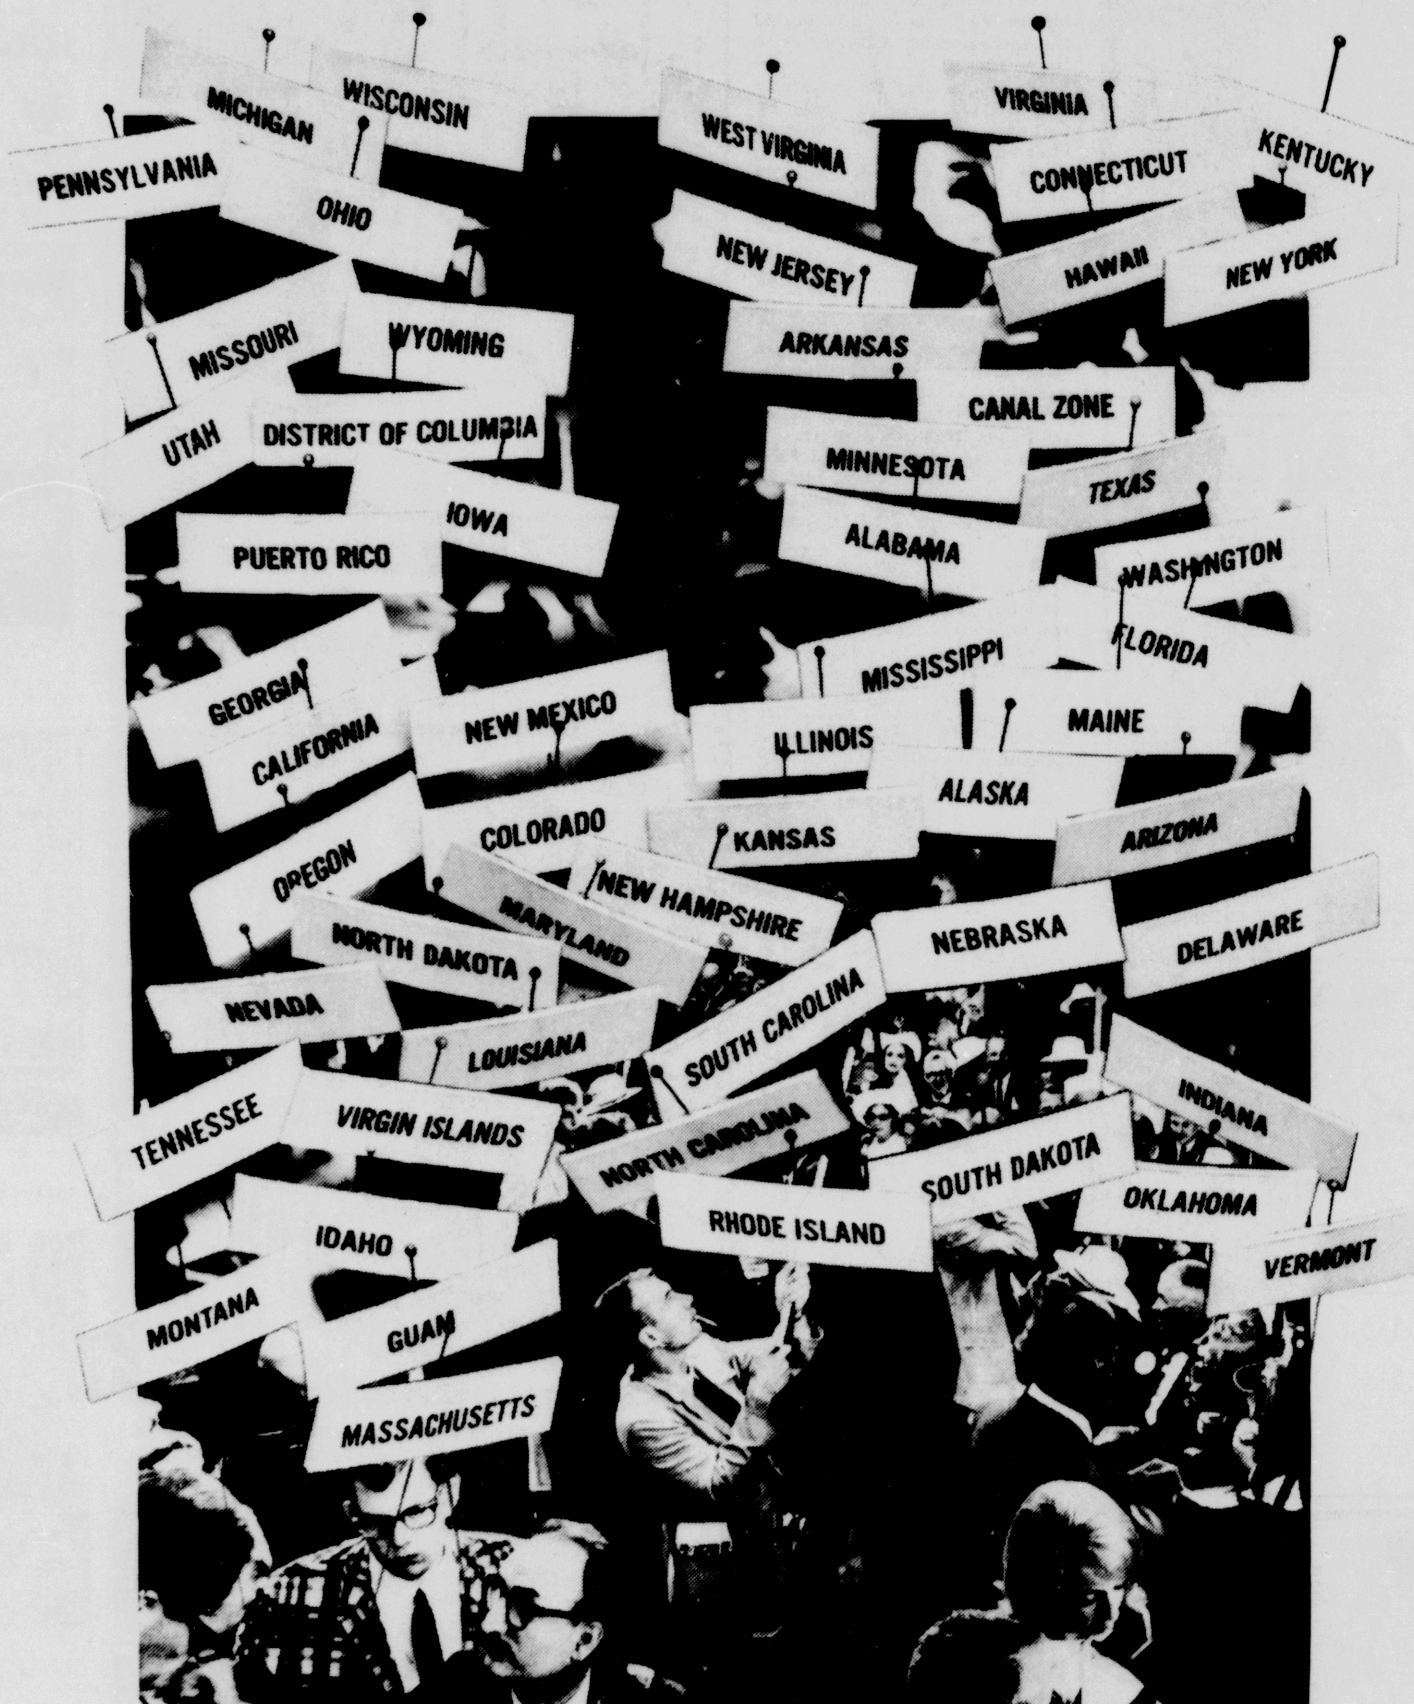 WISCONSIN
MICHIGAN
PENNSYLVANIA
OHIO
VIRGINIA
WEST VIRGINIA
CONNECTICUT
KENTUCKY
NEW JERSEY
HAWAII
NEW YORK
MISSOURI
WYOMING
ARKANSAS
UTAH
DISTRICT OF COLUMBIA
CANAL ZONE
MINNESOTA
TEXAS
IOWA
PUERTO RICO
ALABAMA
WASHINGTON
FLORIDA
MISSISSIPPI
GEORGIA
CALIFORNIA
NEW MEXICO
ILLINOIS
MAINE
ALASKA
COLORADO
KANSAS
ARIZONA
OREGON
MARYLAND
NEW HAMPSHIRE
NORTH DAKOTA
NEBRASKA
DELAWARE
NEVADA
LOUISIANA
SOUTH CAROLINA
TENNESSEE
VIRGIN ISLANDS
NORTH CAROLINA
INDIANA
SOUTH DAKOTA
OKLAHOMA
RHODE ISLAND
IDAHO
VERMONT
MONTANA
GUAM
MASSACHUSETTS